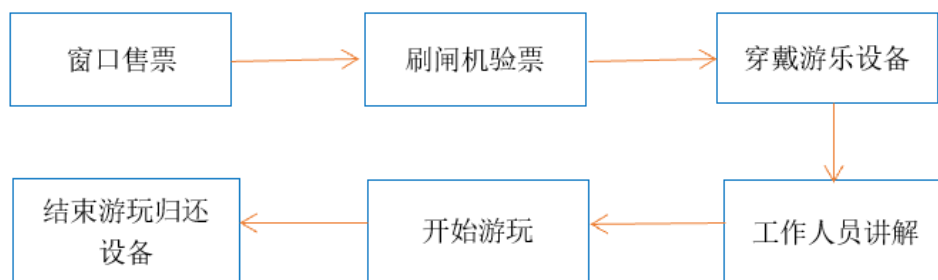 窗口售票
刷闸机验票
穿戴游乐设备
工作人员讲解
开始游玩
结束游玩归还
设备